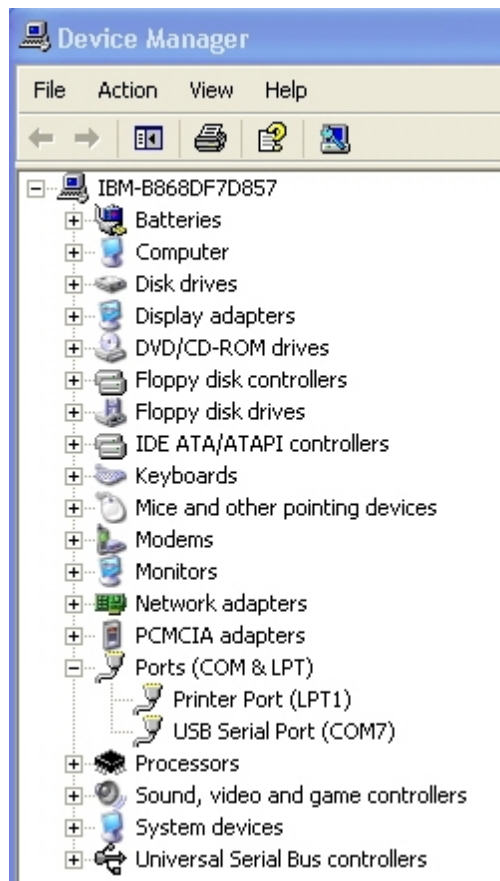 Device Manager
File Action View Help
IBM-B868DF7D857
Batteries
Computer
Disk drives
Display adapters
DVD/CD-ROM drives
Floppy disk controllers
Floppy disk drives
IDE ATA/ATAPI controllers
Keyboards
Mice and other pointing devices
Modems
Monitors
Network adapters
PCMCIA adapters
Ports (COM & LPT)
Printer Port (LPT1)
USB Serial Port (COM7)
Processors
Sound, video and game controllers
System devices
Universal Serial Bus controllers